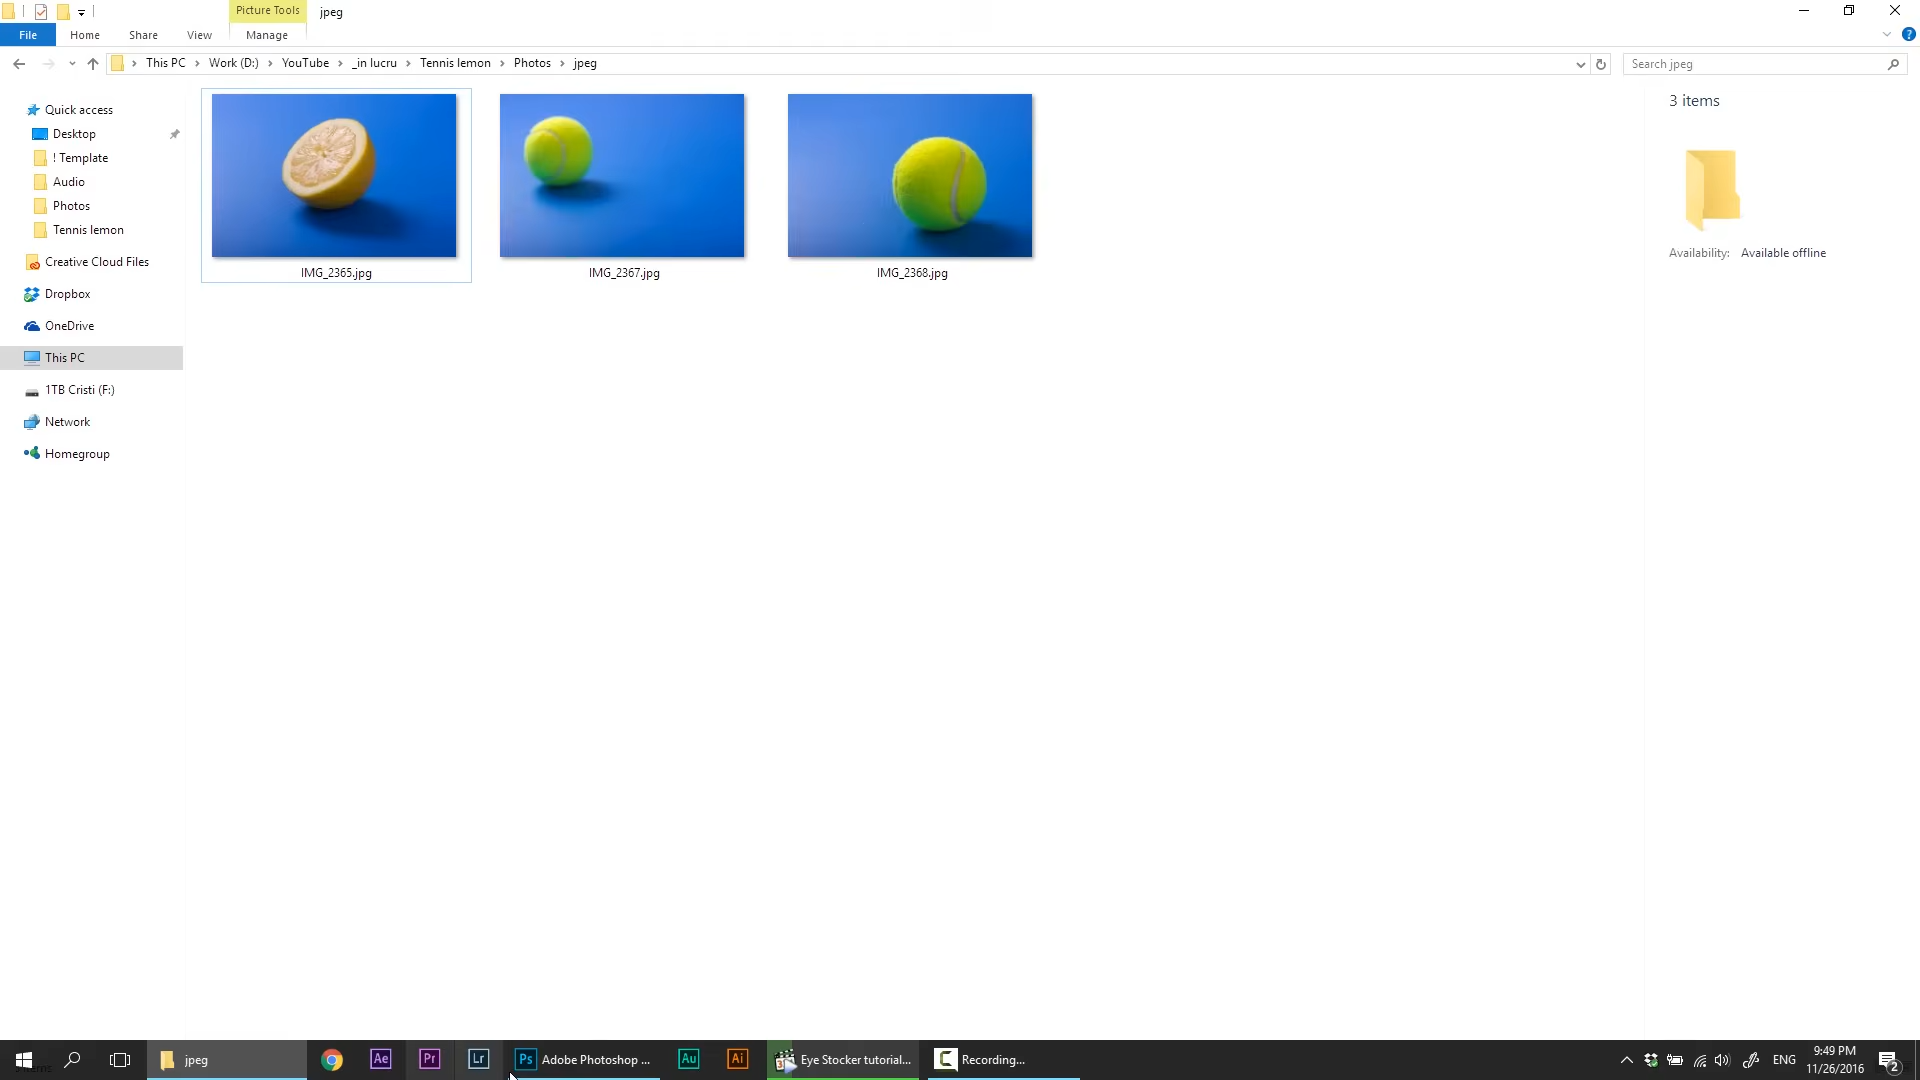 Picture Tools
jpeg
File
Home
Share
View
Manage
This PC
Work (D:)
YouTube
_in lucru
Tennis lemon
Photos
jpeg
Search jpeg
Quick access
Desktop
! Template
Audio
Photos
Tennis lemon
Creative Cloud Files
Dropbox
OneDrive
This PC
1TB Cristi (F:)
Network
Homegroup
IMG_2365.jpg
IMG_2367.jpg
IMG_2368.jpg
3 items
Availability: Available offline
jpeg
Ae
Pr
Lr
Ps
Adobe Photoshop ...
Au
Ai
Eye Stocker tutorial...
Recording...
ENG
9:49 PM
11/26/2016
2